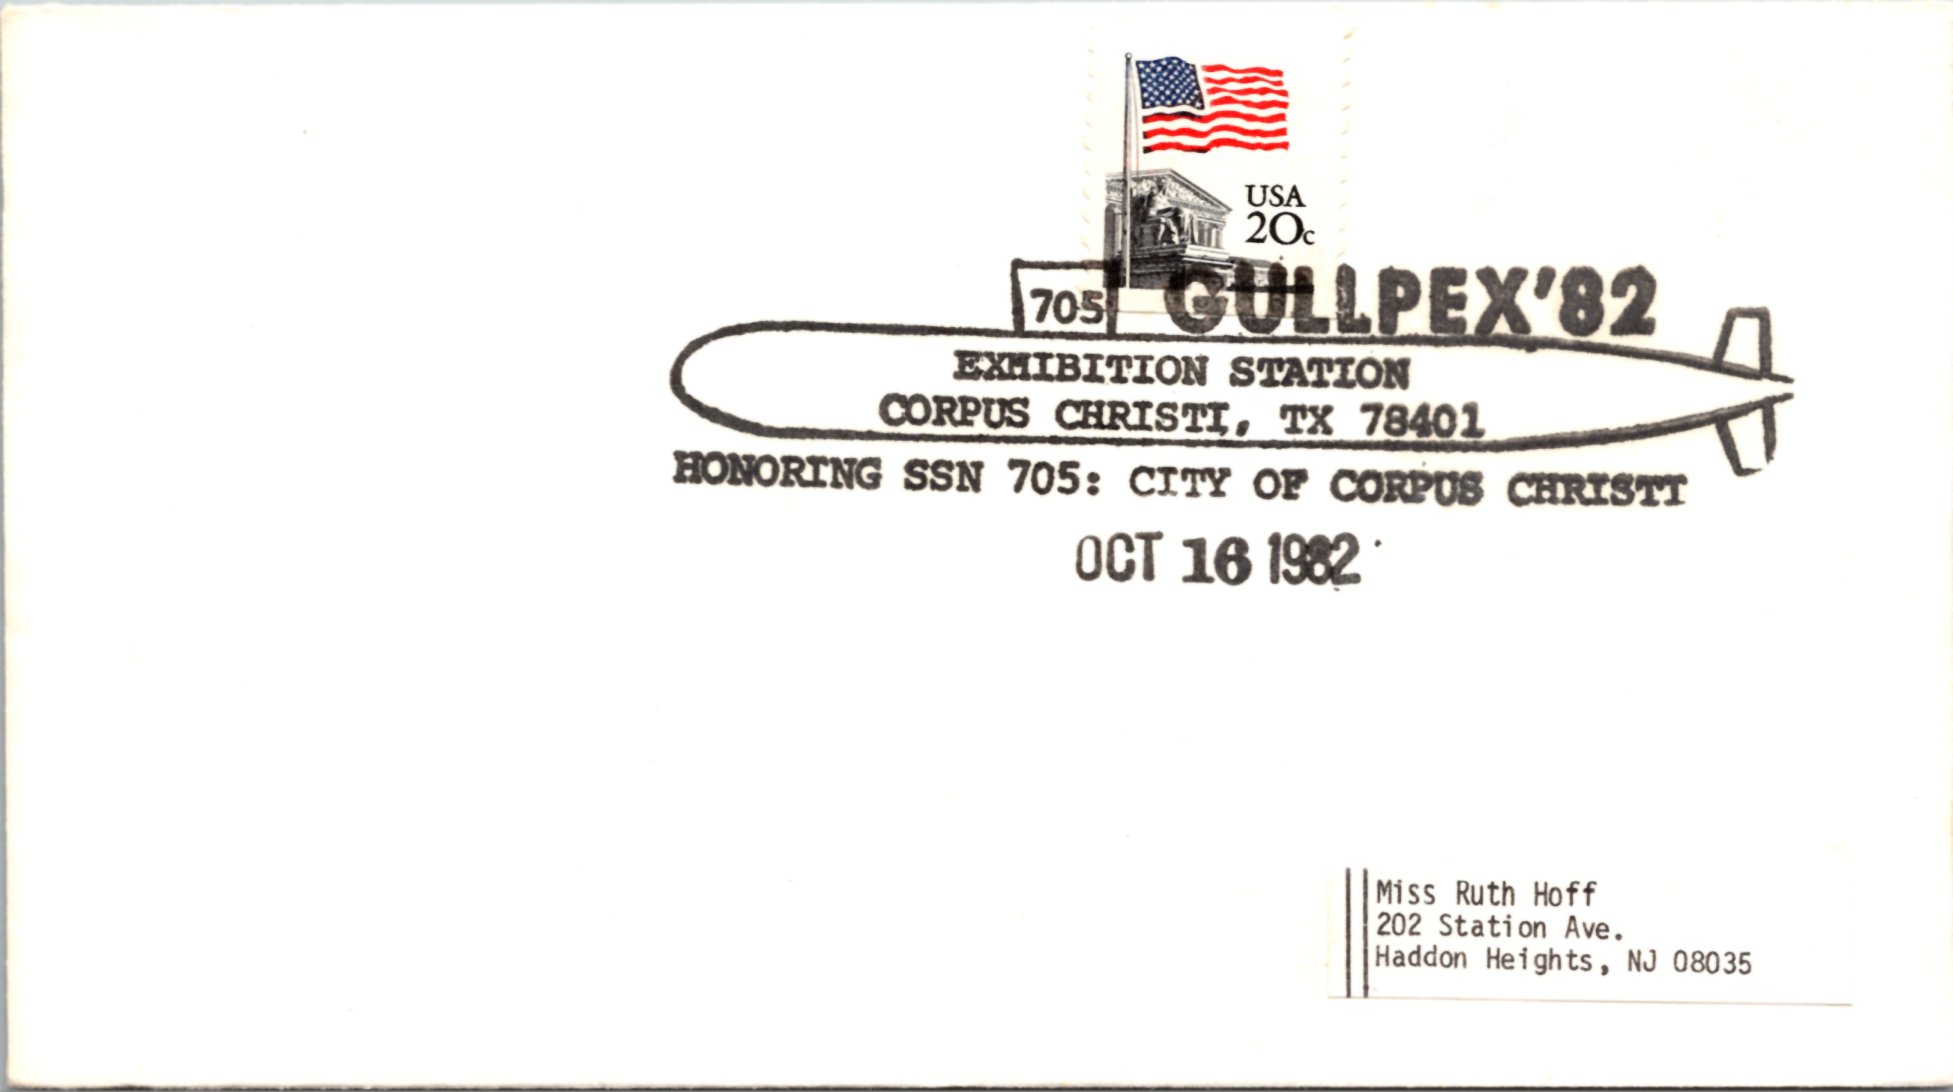 USA
20c
705
GULLPEX'82
EXHIBITION STATION
CORPUS CHRISTI, TX 78401
HONORING SSN 705: CITY OF CORPUS CHRISTI
OCT 16 1982
Miss Ruth Hoff
202 Station Ave.
Haddon Heights, NJ 08035